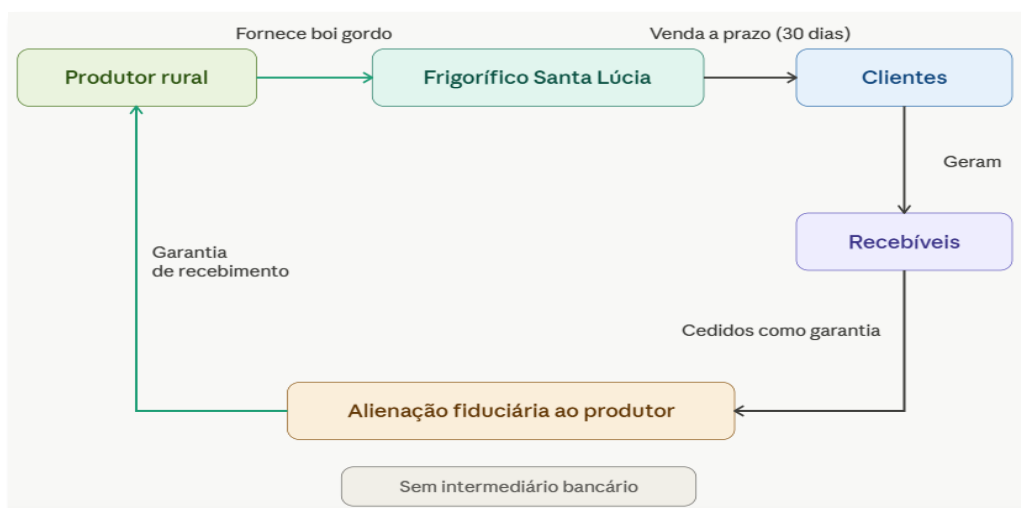 Fornece boi gordo
Venda a prazo (30 dias)
Produtor rural
Frigorífico Santa Lúcia
Clientes
Geram
Recebíveis
Garantia
de recebimento
Cedidos como garantia
Alienação fiduciária ao produtor
Sem intermediário bancário